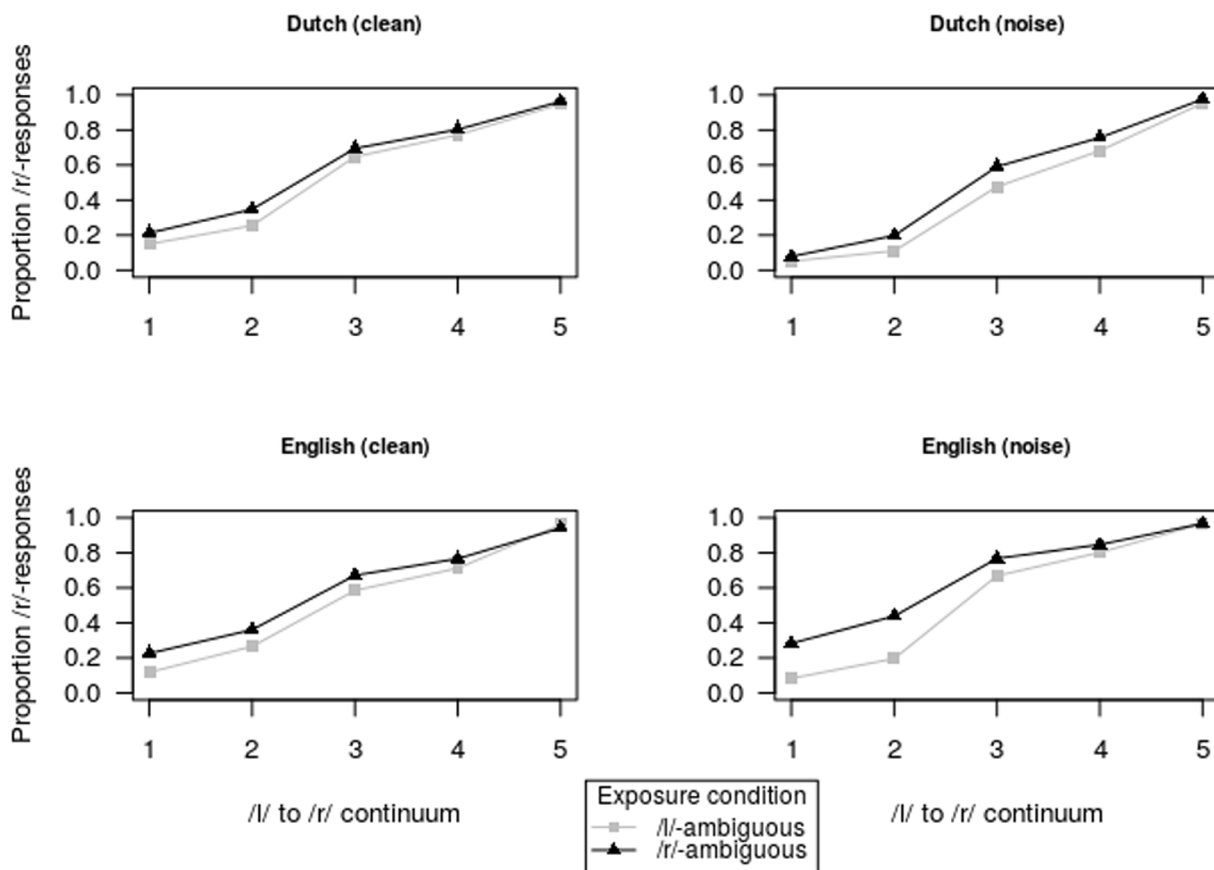 Dutch (clean)
Proportion /r/-responses
1.0
0.8
0.6
0.4
0.2
0.0
1 2 3 4 5
Dutch (noise)
1.0
0.8
0.6
0.4
0.2
0.0
1 2 3 4 5
English (clean)
Proportion /r/-responses
1.0
0.8
0.6
0.4
0.2
0.0
1 2 3 4 5
/l/ to /r/ continuum
English (noise)
1.0
0.8
0.6
0.4
0.2
0.0
1 2 3 4 5
/l/ to /r/ continuum
Exposure condition
/l/-ambiguous
/r/-ambiguous